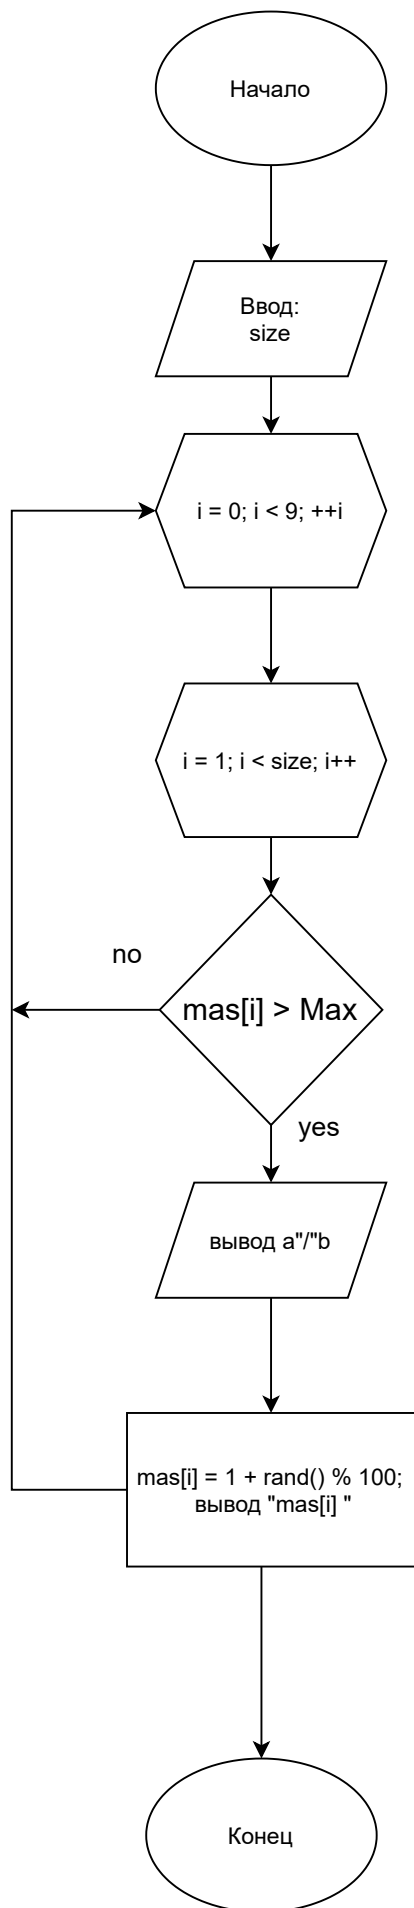 Начало
Ввод:
size
i = 0; i < 9; ++i
i = 1; i < size; i++
no
mas[i] > Max
yes
вывод a"/"b
mas[i] = 1 + rand() % 100;
вывод "mas[i] "
Конец